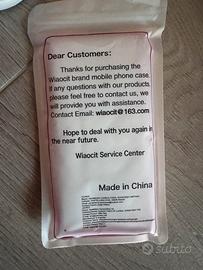 Dear Customers:
Thanks for purchasing the
Wiaocit brand mobile phone case.
If any questions with our products,
please feel free to contact us, we
will provide you with assistance.
Contact Email: wiaocit@163.com
Hope to deal with you again in
the near future.
Wiaocit Service Center
Made in China
subito